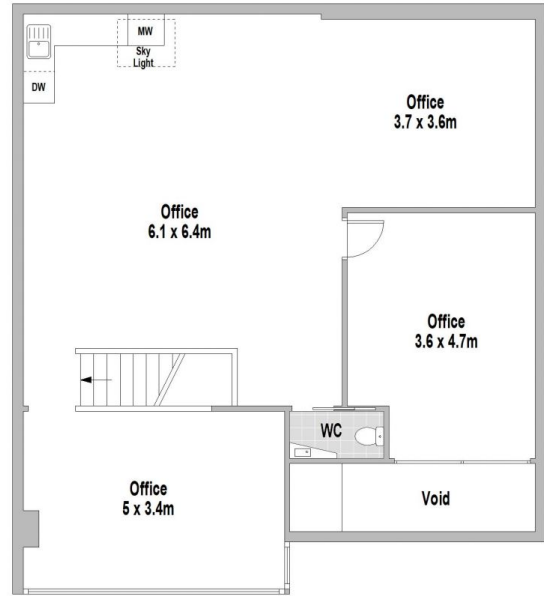 MW
Sky
Light
DW
Office
3.7 x 3.6m
Office
6.1 x 6.4m
Office
3.6 x 4.7m
WC
Office
5 x 3.4m
Void